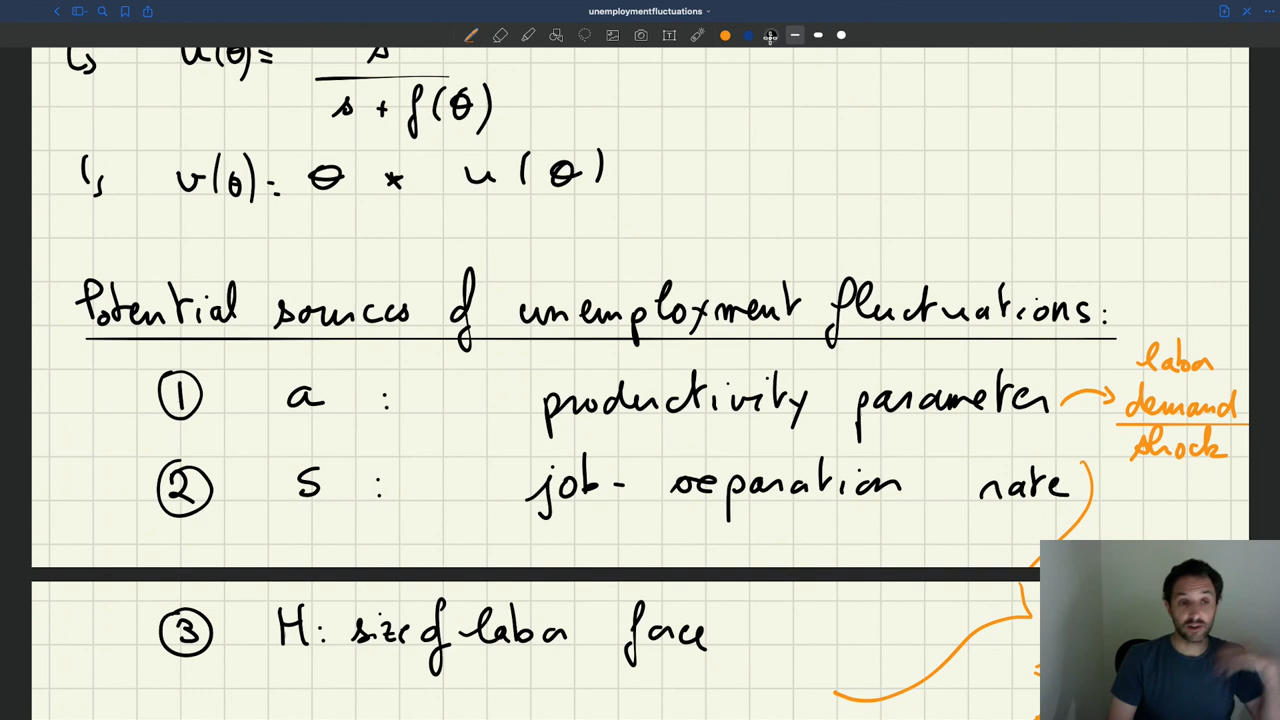 unemploymentfluctuations
u(θ)= s
s + f(θ)
v(θ) = θ * u(θ)
Potential sources of unemployment fluctuations:
① a : productivity parameter
labor
demand
shock
② s : job-separation rate
③ H: size of labor force